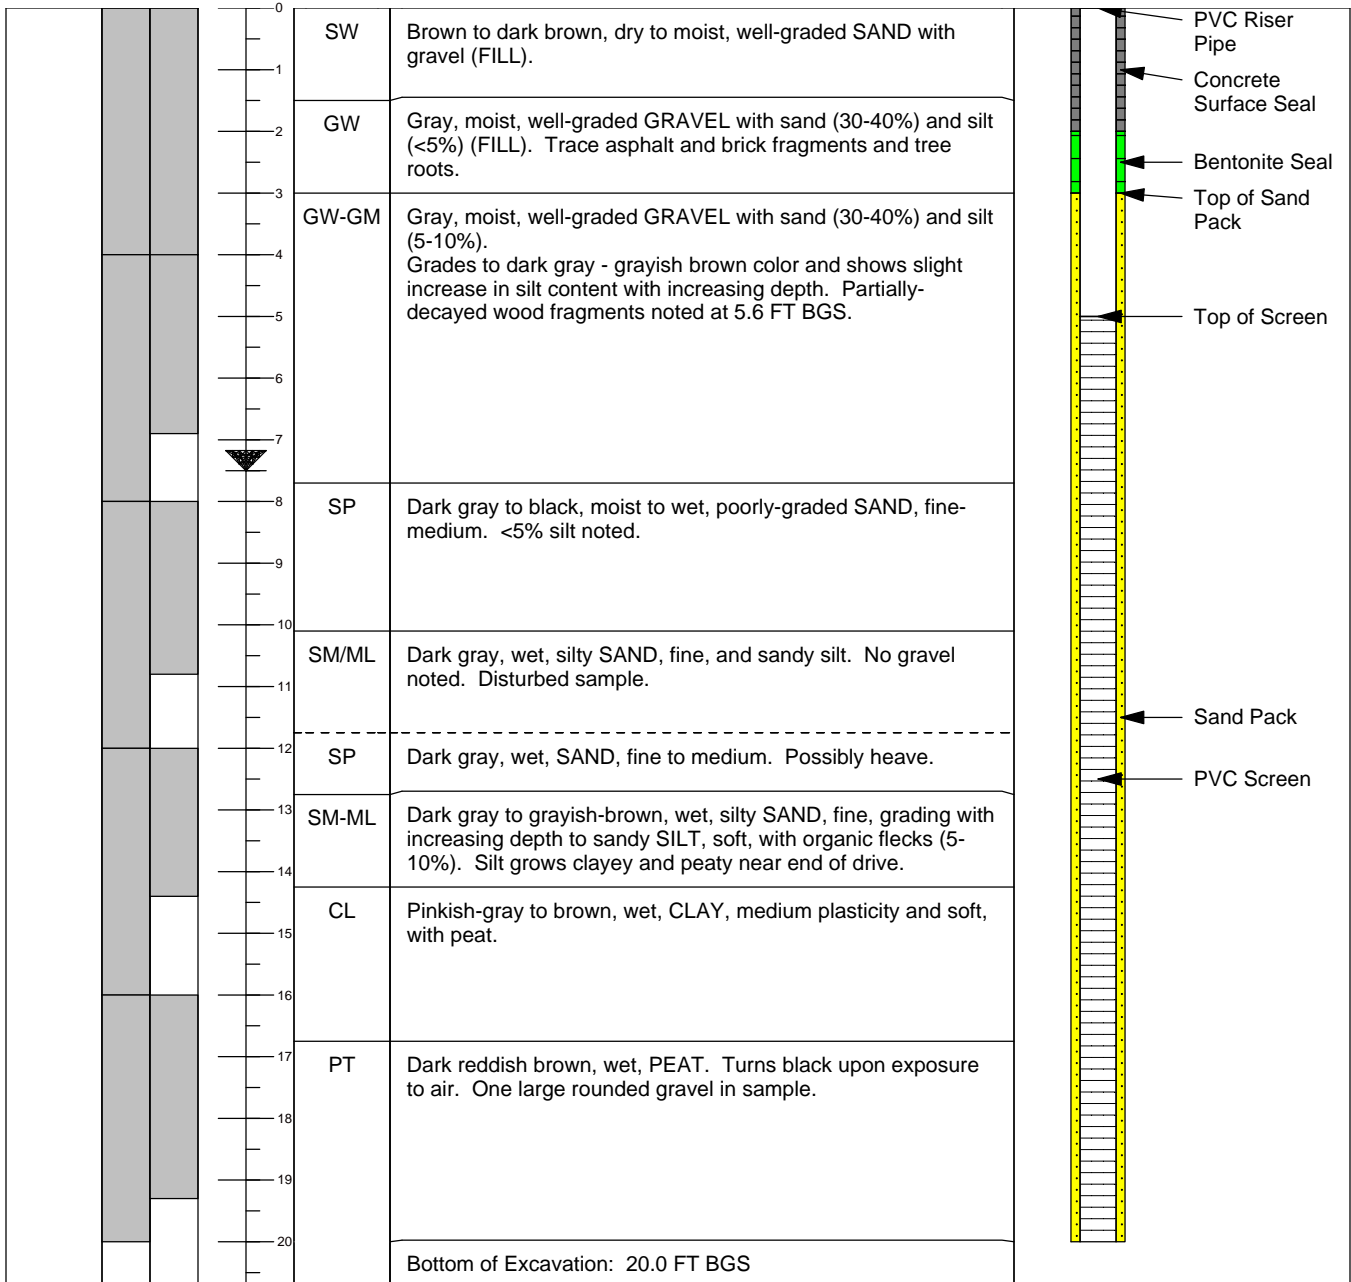 0
SW
Brown to dark brown, dry to moist, well-graded SAND with
gravel (FILL).
1
GW
Gray, moist, well-graded GRAVEL with sand (30-40%) and silt
(<5%) (FILL).  Trace asphalt and brick fragments and tree
roots.
2
3
GW-GM
Gray, moist, well-graded GRAVEL with sand (30-40%) and silt
(5-10%).
Grades to dark gray - grayish brown color and shows slight
increase in silt content with increasing depth.  Partially-
decayed wood fragments noted at 5.6 FT BGS.
4
5
6
7
8
SP
Dark gray to black, moist to wet, poorly-graded SAND, fine-
medium.  <5% silt noted.
9
10
SM/ML
Dark gray, wet, silty SAND, fine, and sandy silt.  No gravel
noted.  Disturbed sample.
11
12
SP
Dark gray, wet, SAND, fine to medium.  Possibly heave.
13
SM-ML
Dark gray to grayish-brown, wet, silty SAND, fine, grading with
increasing depth to sandy SILT, soft, with organic flecks (5-
10%).  Silt grows clayey and peaty near end of drive.
14
CL
Pinkish-gray to brown, wet, CLAY, medium plasticity and soft,
with peat.
15
16
17
PT
Dark reddish brown, wet, PEAT.  Turns black upon exposure
to air.  One large rounded gravel in sample.
18
19
20
Bottom of Excavation:  20.0 FT BGS
PVC Riser
Pipe
Concrete
Surface Seal
Bentonite Seal
Top of Sand
Pack
Top of Screen
Sand Pack
PVC Screen